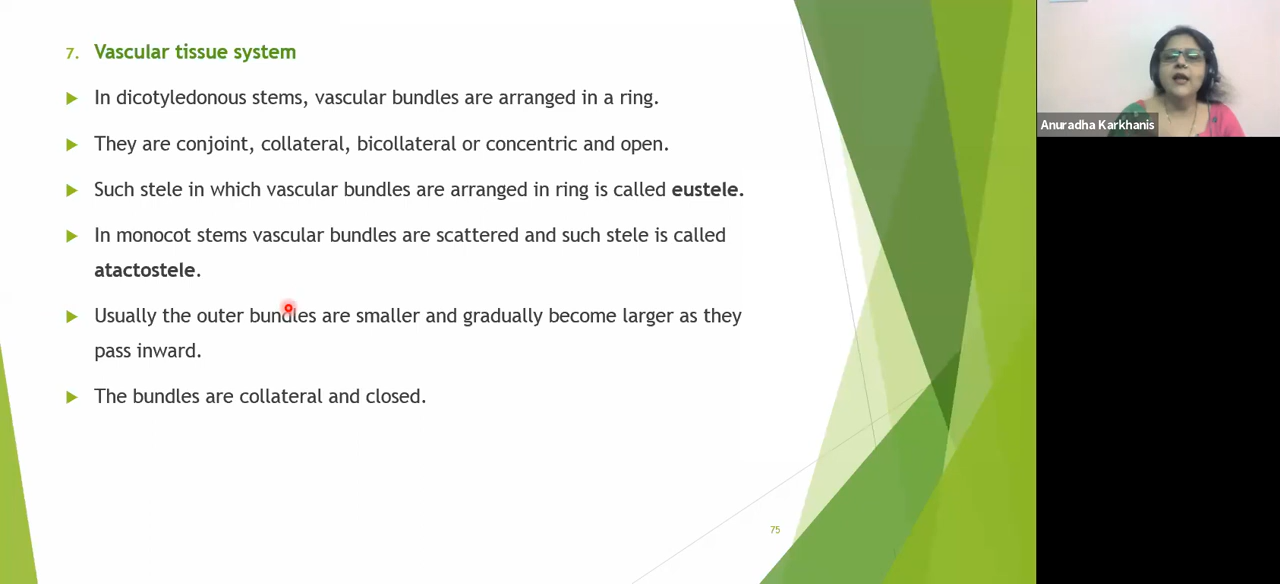 7. Vascular tissue system
In dicotyledonous stems, vascular bundles are arranged in a ring.
They are conjoint, collateral, bicollateral or concentric and open.
Such stele in which vascular bundles are arranged in ring is called eustele.
In monocot stems vascular bundles are scattered and such stele is called
atactostele.
Usually the outer bundles are smaller and gradually become larger as they
pass inward.
The bundles are collateral and closed.
75
Anuradha Karkhanis